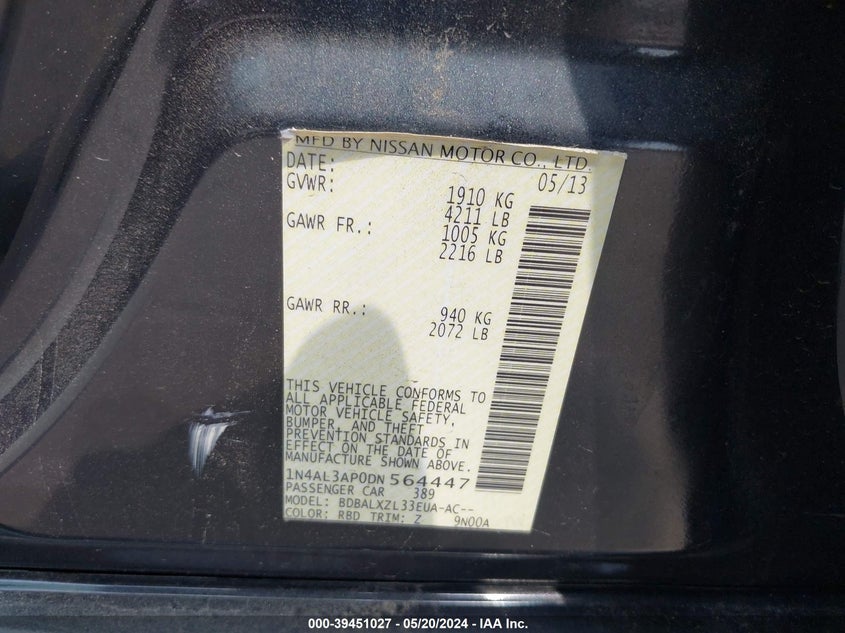 MFD BY NISSAN MOTOR CO., LTD.
DATE: 05/13
GVWR: 1910 KG
4211 LB
GAWR FR.: 1005 KG
2216 LB
GAWR RR.: 940 KG
2072 LB
THIS VEHICLE CONFORMS TO
ALL APPLICABLE FEDERAL
MOTOR VEHICLE SAFETY,
BUMPER, AND THEFT
PREVENTION STANDARDS IN
EFFECT ON THE DATE OF
MANUFACTURE SHOWN ABOVE.
1N4AL3AP0DN 564447
PASSENGER CAR 389
MODEL: BDBALXZL33EUA-AC--
COLOR: RBD TRIM: Z 9N00A
000-39451027 - 05/20/2024 - IAA Inc.